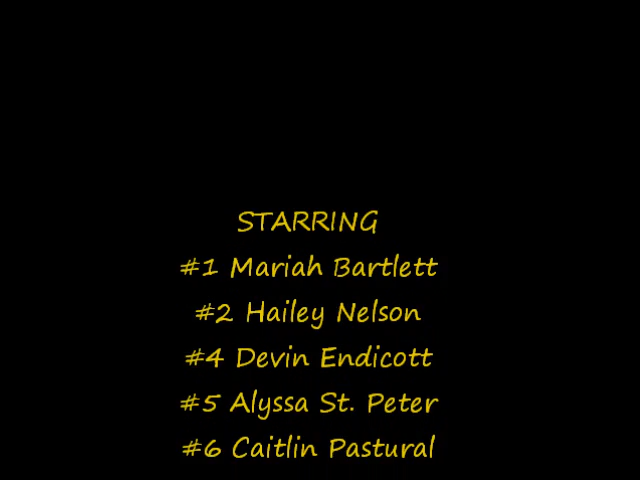 STARRING
#1 Mariah Bartlett
#2 Hailey Nelson
#4 Devin Endicott
#5 Alyssa St. Peter
#6 Caitlin Pastural